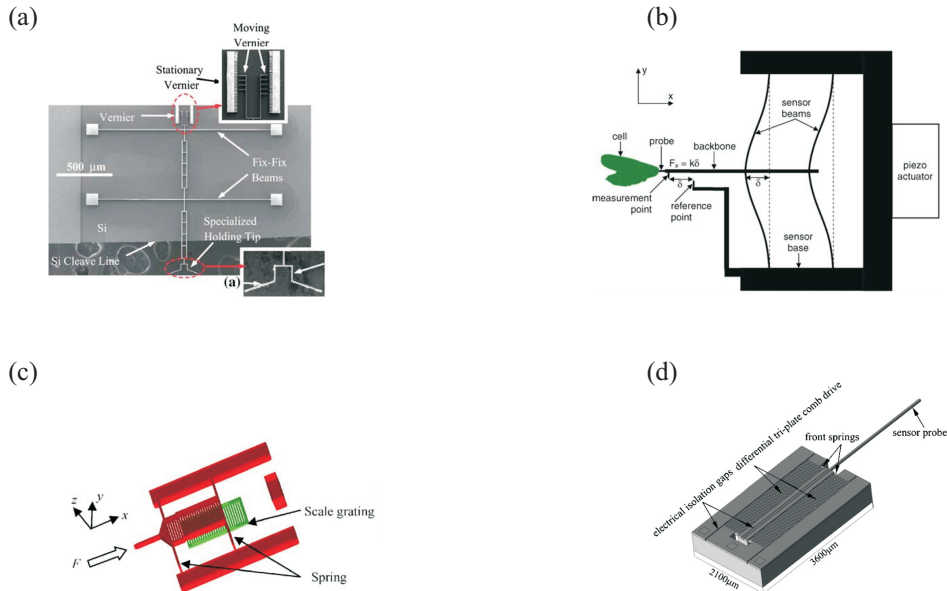 (a)
Moving
Vernier
Stationary
Vernier
Vernier
500 μm
Fix-Fix
Beams
Specialized
Holding Tip
Si
Si Cleave Line
(a)
(b)
y
x
cell
probe
Fx = kδ
backbone
sensor
beams
δ
δ
measurement
point
reference
point
sensor
base
piezo
actuator
(c)
z
y
x
F
Scale grating
Spring
(d)
sensor probe
front springs
differential tri-plate comb drive
electrical isolation gaps
2100μm
3600μm